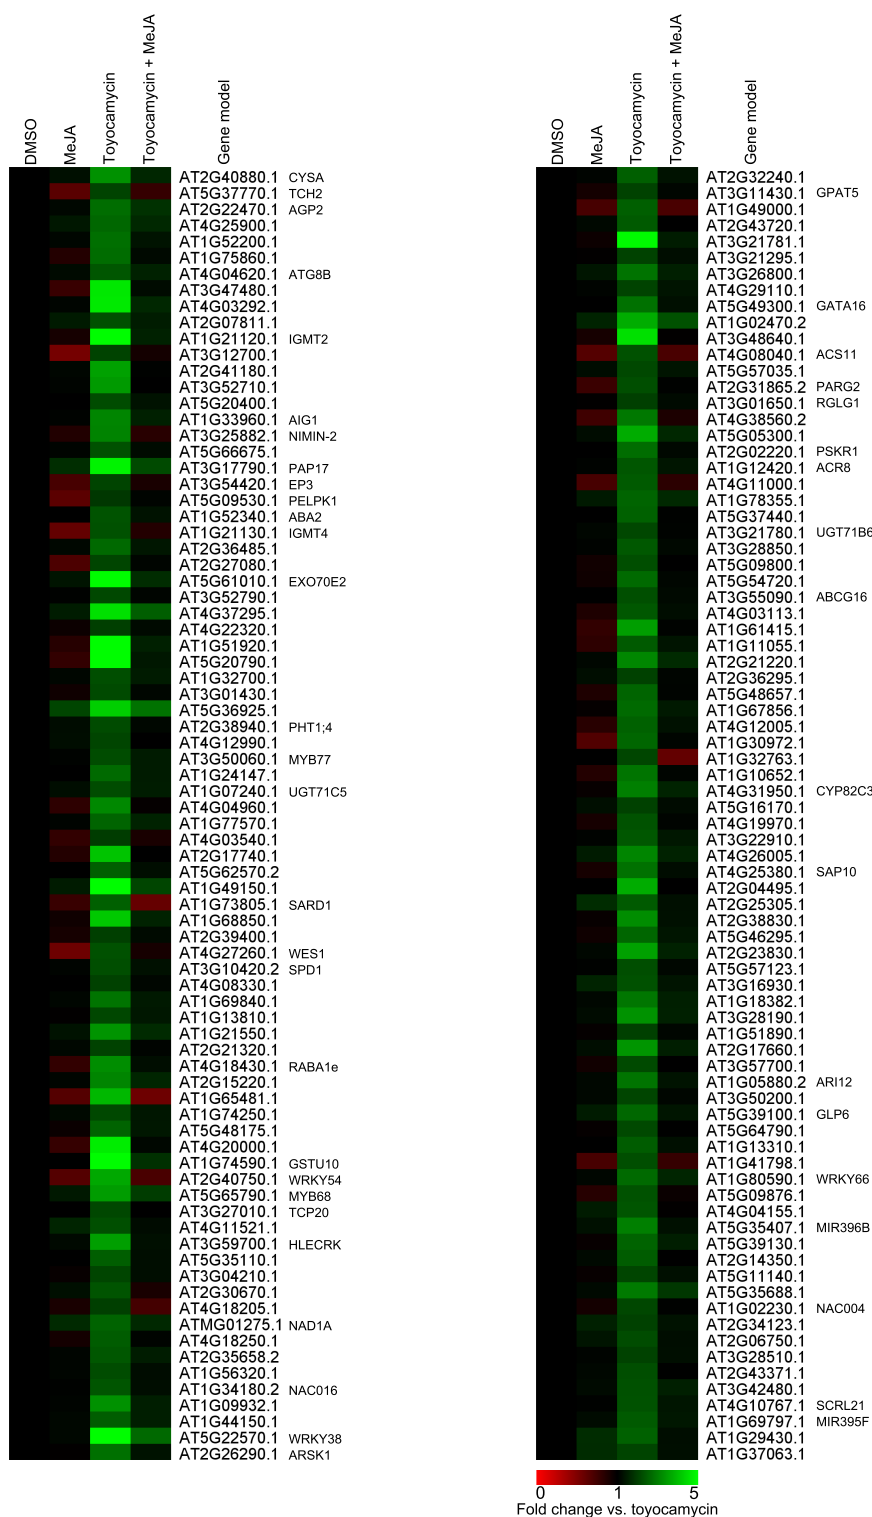 DMSO
MeJA
Toyocamycin
Toyocamycin + MeJA
Gene model
AT2G40880.1 CYSA
AT5G37770.1 TCH2
AT2G22470.1 AGP2
AT4G25900.1
AT1G52200.1
AT1G75860.1
AT4G04620.1 ATG8B
AT3G47480.1
AT4G03292.1
AT2G07811.1
AT1G21120.1 IGMT2
AT3G12700.1
AT2G41180.1
AT3G52710.1
AT5G20400.1
AT1G33960.1 AIG1
AT3G25882.1 NIMIN-2
AT5G66675.1
AT3G17790.1 PAP17
AT3G54420.1 EP3
AT5G09530.1 PELPK1
AT1G52340.1 ABA2
AT1G21130.1 IGMT4
AT2G36485.1
AT2G27080.1
AT5G61010.1 EXO70E2
AT3G52790.1
AT4G37295.1
AT4G22320.1
AT1G51920.1
AT5G20790.1
AT1G32700.1
AT3G01430.1
AT5G36925.1
AT2G38940.1 PHT1;4
AT4G12990.1
AT3G50060.1 MYB77
AT1G24147.1
AT1G07240.1 UGT71C5
AT4G04960.1
AT1G77570.1
AT4G03540.1
AT2G17740.1
AT5G62570.2
AT1G49150.1
AT1G73805.1 SARD1
AT1G68850.1
AT2G39400.1
AT4G27260.1 WES1
AT3G10420.2 SPD1
AT4G08330.1
AT1G69840.1
AT1G13810.1
AT1G21550.1
AT2G21320.1
AT4G18430.1 RABA1e
AT2G15220.1
AT1G65481.1
AT1G74250.1
AT5G48175.1
AT4G20000.1
AT1G74590.1 GSTU10
AT2G40750.1 WRKY54
AT5G65790.1 MYB68
AT3G27010.1 TCP20
AT4G11521.1
AT3G59700.1 HLECRK
AT5G35110.1
AT3G04210.1
AT2G30670.1
AT4G18205.1
ATMG01275.1 NAD1A
AT4G18250.1
AT2G35658.2
AT1G56320.1
AT1G34180.2 NAC016
AT1G09932.1
AT1G44150.1
AT5G22570.1 WRKY38
AT2G26290.1 ARSK1
DMSO
MeJA
Toyocamycin
Toyocamycin + MeJA
Gene model
AT2G32240.1
AT3G11430.1 GPAT5
AT1G49000.1
AT2G43720.1
AT3G21781.1
AT3G21295.1
AT3G26800.1
AT4G29110.1
AT5G49300.1 GATA16
AT1G02470.2
AT3G48640.1
AT4G08040.1 ACS11
AT5G57035.1
AT2G31865.2 PARG2
AT3G01650.1 RGLG1
AT4G38560.2
AT5G05300.1
AT2G02220.1 PSKR1
AT1G12420.1 ACR8
AT4G11000.1
AT1G78355.1
AT5G37440.1
AT3G21780.1 UGT71B6
AT3G28850.1
AT5G09800.1
AT5G54720.1
AT3G55090.1 ABCG16
AT4G03113.1
AT1G61415.1
AT1G11055.1
AT2G21220.1
AT2G36295.1
AT5G48657.1
AT1G67856.1
AT4G12005.1
AT1G30972.1
AT1G32763.1
AT1G10652.1
AT4G31950.1 CYP82C3
AT5G16170.1
AT4G19970.1
AT3G22910.1
AT4G26005.1
AT4G25380.1 SAP10
AT2G04495.1
AT2G25305.1
AT2G38830.1
AT5G46295.1
AT2G23830.1
AT5G57123.1
AT3G16930.1
AT1G18382.1
AT3G28190.1
AT1G51890.1
AT2G17660.1
AT3G57700.1
AT1G05880.2 ARI12
AT3G50200.1
AT5G39100.1 GLP6
AT5G64790.1
AT1G13310.1
AT1G41798.1
AT1G80590.1 WRKY66
AT5G09876.1
AT4G04155.1
AT5G35407.1 MIR396B
AT5G39130.1
AT2G14350.1
AT5G11140.1
AT5G35688.1
AT1G02230.1 NAC004
AT2G34123.1
AT2G06750.1
AT3G28510.1
AT2G43371.1
AT3G42480.1
AT4G10767.1 SCRL21
AT1G69797.1 MIR395F
AT1G29430.1
AT1G37063.1
0 1 5
Fold change vs. toyocamycin